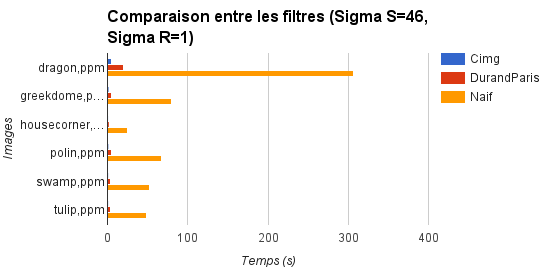 Comparaison entre les filtres (Sigma S=46,
Sigma R=1)
Cimg
DurandParis
Naif
dragon,ppm
greekdome,p...
housecorner,...
polin,ppm
swamp,ppm
tulip,ppm
Images
0 100 200 300 400
Temps (s)